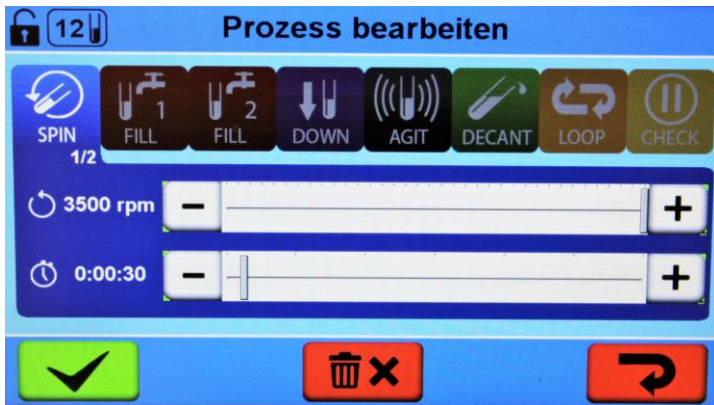 12
Prozess bearbeiten
SPIN
1 FILL
2 FILL
DOWN
AGIT
DECANT
LOOP
CHECK
1/2
3500 rpm
0:00:30